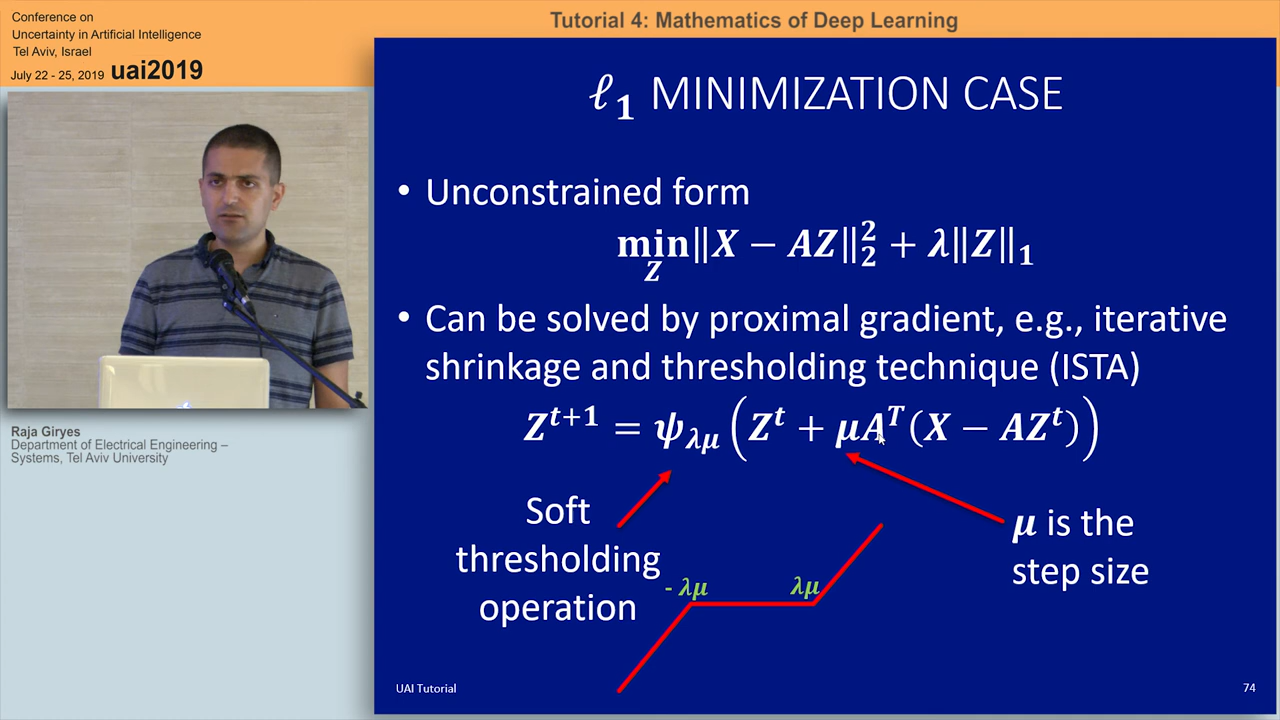 Conference on
Uncertainty in Artificial Intelligence
Tel Aviv, Israel
July 22 - 25, 2019 uai2019
Tutorial 4: Mathematics of Deep Learning
ℓ₁ MINIMIZATION CASE
• Unconstrained form
min_Z ‖X − AZ‖₂² + λ‖Z‖₁
• Can be solved by proximal gradient, e.g., iterative
shrinkage and thresholding technique (ISTA)
Z^{t+1} = ψ_{λμ}(Z^t + μA^T(X − AZ^t))
Soft
thresholding
operation
- λμ
λμ
μ is the
step size
UAI Tutorial
74
Raja Giryes
Department of Electrical Engineering –
Systems, Tel Aviv University